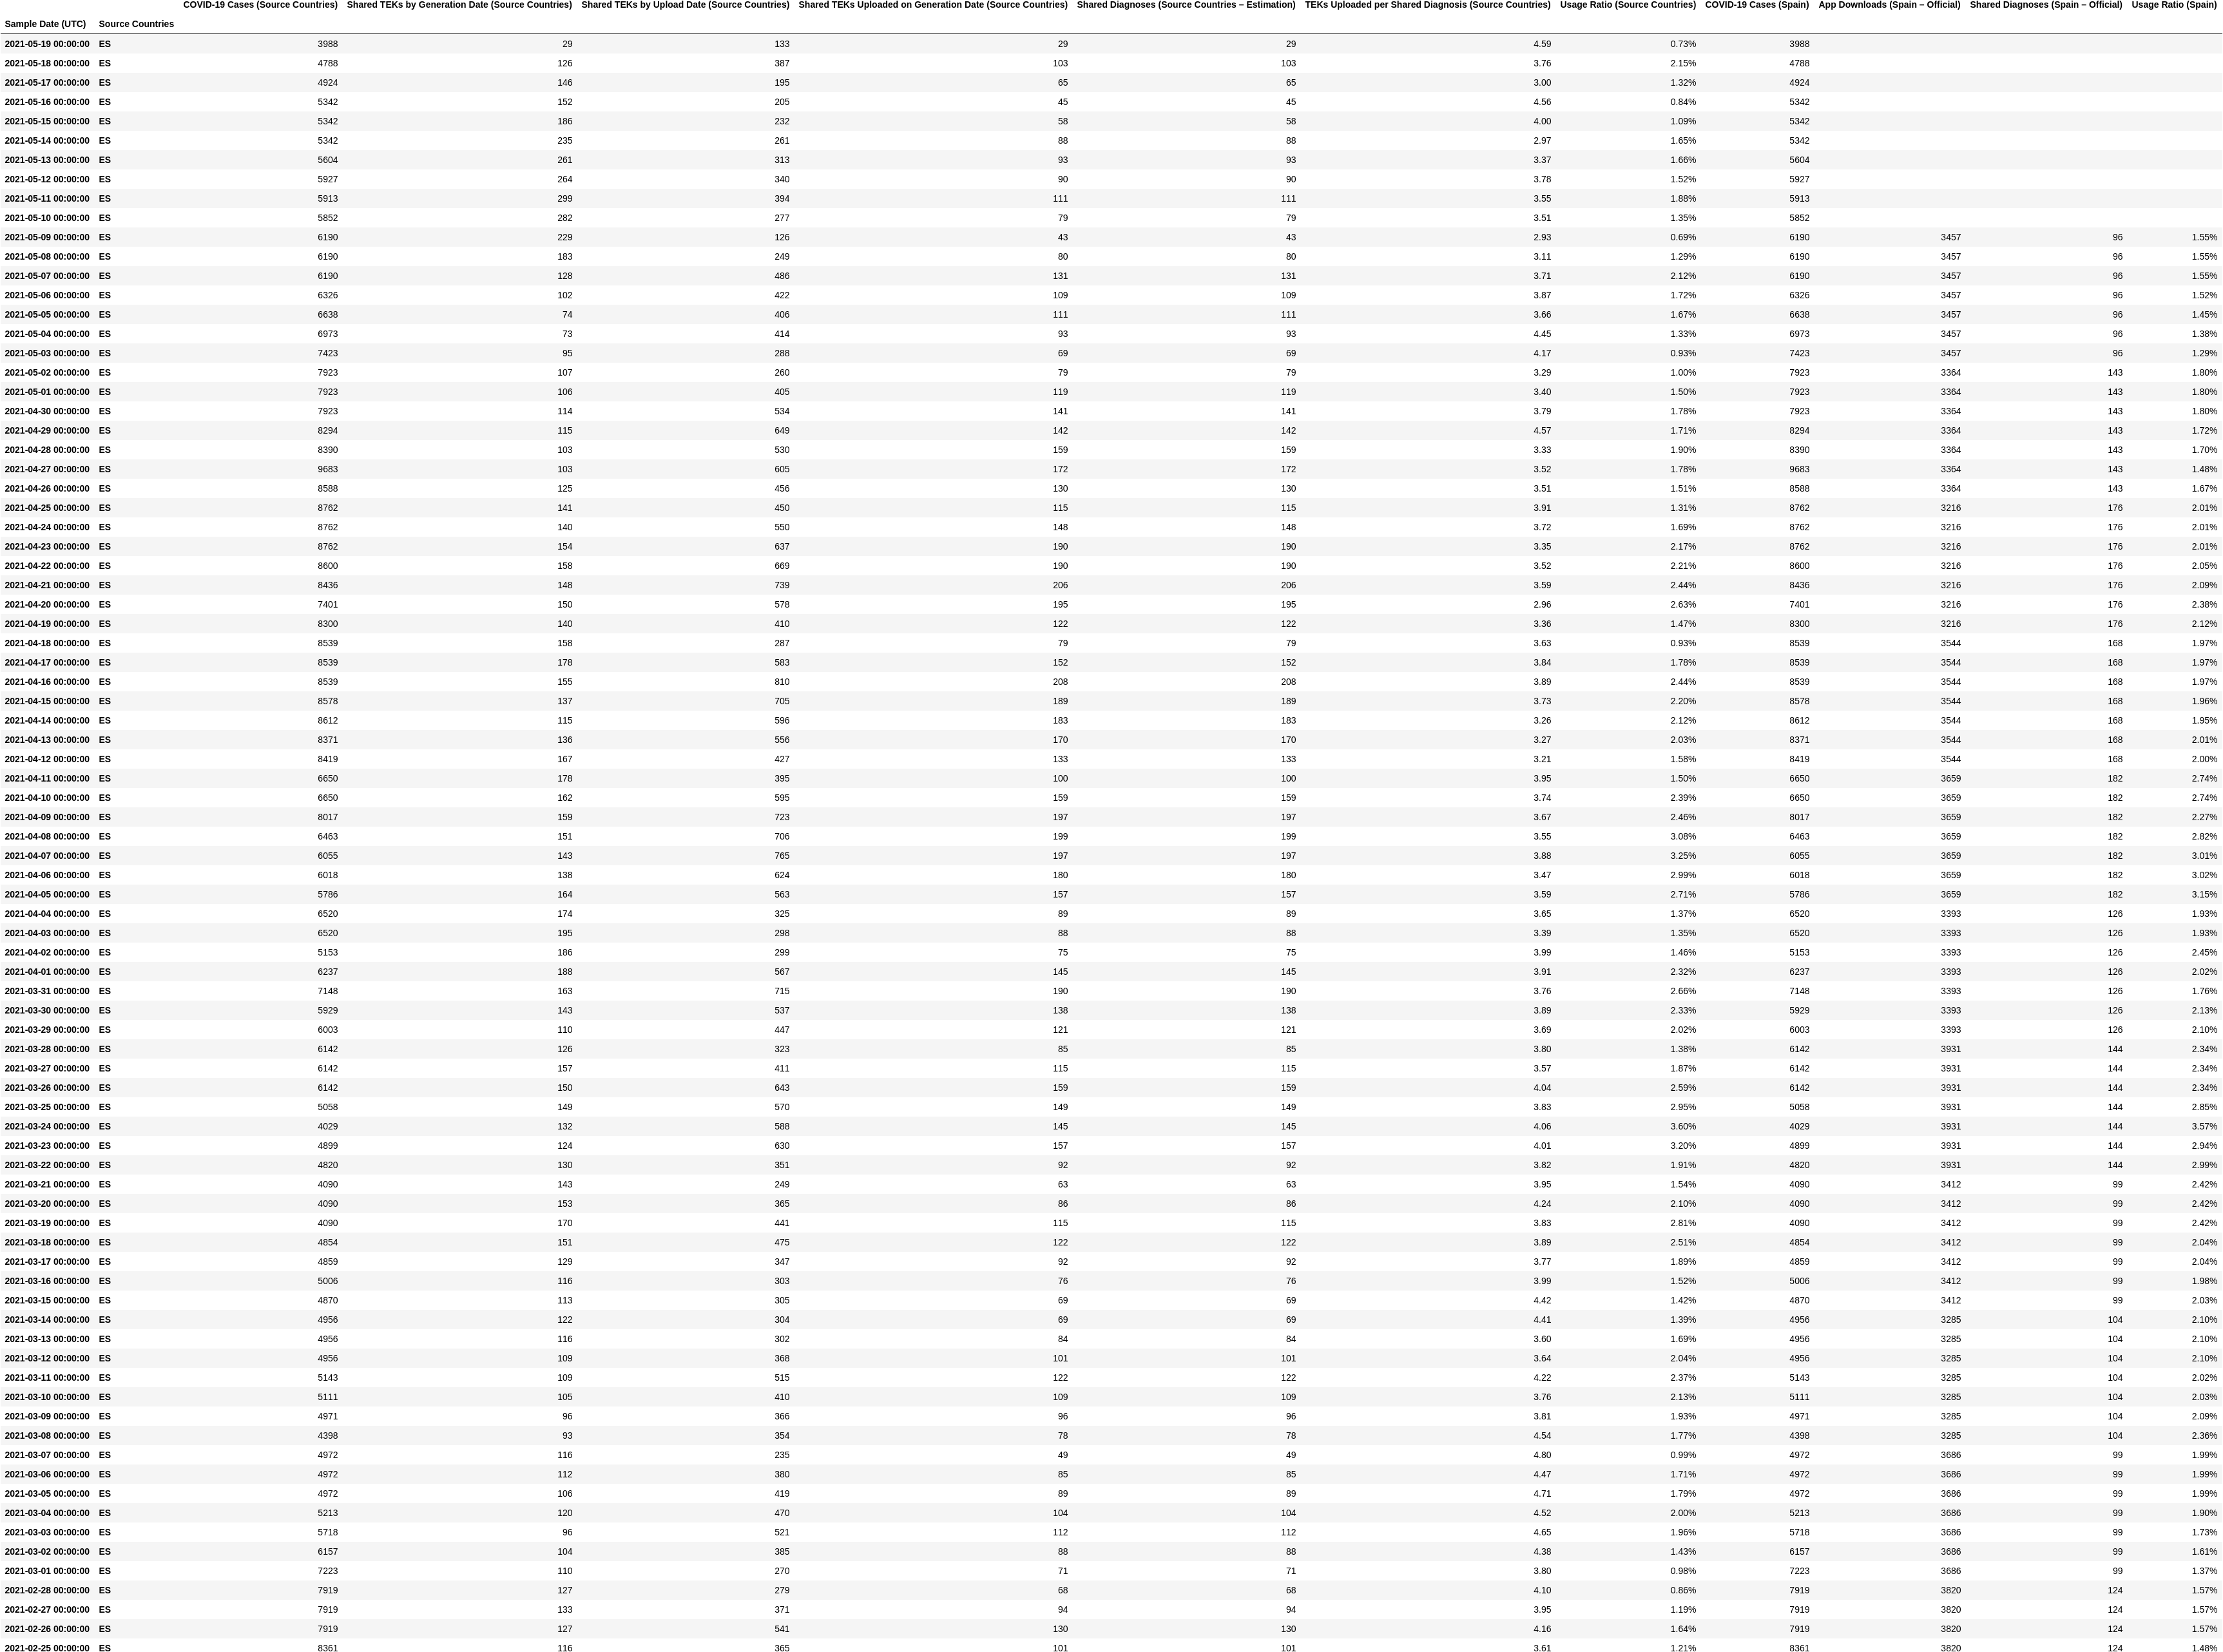 COVID-19 Cases (Source Countries) Shared TEKs by Generation Date (Source Countries) Shared TEKs by Upload Date (Source Countries) Shared TEKs Uploaded on Generation Date (Source Countries) Shared Diagnoses (Source Countries – Estimation) TEKs Uploaded per Shared Diagnosis (Source Countries) Usage Ratio (Source Countries) COVID-19 Cases (Spain) App Downloads (Spain – Official) Shared Diagnoses (Spain – Official) Usage Ratio (Spain)
Sample Date (UTC) Source Countries
2021-05-19 00:00:00 ES 3988 29 133 29 29 4.59 0.73% 3988
2021-05-18 00:00:00 ES 4788 126 387 103 103 3.76 2.15% 4788
2021-05-17 00:00:00 ES 4924 146 195 65 65 3.00 1.32% 4924
2021-05-16 00:00:00 ES 5342 152 205 45 45 4.56 0.84% 5342
2021-05-15 00:00:00 ES 5342 186 232 58 58 4.00 1.09% 5342
2021-05-14 00:00:00 ES 5342 235 261 88 88 2.97 1.65% 5342
2021-05-13 00:00:00 ES 5604 261 313 93 93 3.37 1.66% 5604
2021-05-12 00:00:00 ES 5927 264 340 90 90 3.78 1.52% 5927
2021-05-11 00:00:00 ES 5913 299 394 111 111 3.55 1.88% 5913
2021-05-10 00:00:00 ES 5852 282 277 79 79 3.51 1.35% 5852
2021-05-09 00:00:00 ES 6190 229 126 43 43 2.93 0.69% 6190 3457 96 1.55%
2021-05-08 00:00:00 ES 6190 183 249 80 80 3.11 1.29% 6190 3457 96 1.55%
2021-05-07 00:00:00 ES 6190 128 486 131 131 3.71 2.12% 6190 3457 96 1.55%
2021-05-06 00:00:00 ES 6326 102 422 109 109 3.87 1.72% 6326 3457 96 1.52%
2021-05-05 00:00:00 ES 6638 74 406 111 111 3.66 1.67% 6638 3457 96 1.45%
2021-05-04 00:00:00 ES 6973 73 414 93 93 4.45 1.33% 6973 3457 96 1.38%
2021-05-03 00:00:00 ES 7423 95 288 69 69 4.17 0.93% 7423 3457 96 1.29%
2021-05-02 00:00:00 ES 7923 107 260 79 79 3.29 1.00% 7923 3364 143 1.80%
2021-05-01 00:00:00 ES 7923 106 405 119 119 3.40 1.50% 7923 3364 143 1.80%
2021-04-30 00:00:00 ES 7923 114 534 141 141 3.79 1.78% 7923 3364 143 1.80%
2021-04-29 00:00:00 ES 8294 115 649 142 142 4.57 1.71% 8294 3364 143 1.72%
2021-04-28 00:00:00 ES 8390 103 530 159 159 3.33 1.90% 8390 3364 143 1.70%
2021-04-27 00:00:00 ES 9683 103 605 172 172 3.52 1.78% 9683 3364 143 1.48%
2021-04-26 00:00:00 ES 8588 125 456 130 130 3.51 1.51% 8588 3364 143 1.67%
2021-04-25 00:00:00 ES 8762 141 450 115 115 3.91 1.31% 8762 3216 176 2.01%
2021-04-24 00:00:00 ES 8762 140 550 148 148 3.72 1.69% 8762 3216 176 2.01%
2021-04-23 00:00:00 ES 8762 154 637 190 190 3.35 2.17% 8762 3216 176 2.01%
2021-04-22 00:00:00 ES 8600 158 669 190 190 3.52 2.21% 8600 3216 176 2.05%
2021-04-21 00:00:00 ES 8436 148 739 206 206 3.59 2.44% 8436 3216 176 2.09%
2021-04-20 00:00:00 ES 7401 150 578 195 195 2.96 2.63% 7401 3216 176 2.38%
2021-04-19 00:00:00 ES 8300 140 410 122 122 3.36 1.47% 8300 3216 176 2.12%
2021-04-18 00:00:00 ES 8539 158 287 79 79 3.63 0.93% 8539 3544 168 1.97%
2021-04-17 00:00:00 ES 8539 178 583 152 152 3.84 1.78% 8539 3544 168 1.97%
2021-04-16 00:00:00 ES 8539 155 810 208 208 3.89 2.44% 8539 3544 168 1.97%
2021-04-15 00:00:00 ES 8578 137 705 189 189 3.73 2.20% 8578 3544 168 1.96%
2021-04-14 00:00:00 ES 8612 115 596 183 183 3.26 2.12% 8612 3544 168 1.95%
2021-04-13 00:00:00 ES 8371 136 556 170 170 3.27 2.03% 8371 3544 168 2.01%
2021-04-12 00:00:00 ES 8419 167 427 133 133 3.21 1.58% 8419 3544 168 2.00%
2021-04-11 00:00:00 ES 6650 178 395 100 100 3.95 1.50% 6650 3659 182 2.74%
2021-04-10 00:00:00 ES 6650 162 595 159 159 3.74 2.39% 6650 3659 182 2.74%
2021-04-09 00:00:00 ES 8017 159 723 197 197 3.67 2.46% 8017 3659 182 2.27%
2021-04-08 00:00:00 ES 6463 151 706 199 199 3.55 3.08% 6463 3659 182 2.82%
2021-04-07 00:00:00 ES 6055 143 765 197 197 3.88 3.25% 6055 3659 182 3.01%
2021-04-06 00:00:00 ES 6018 138 624 180 180 3.47 2.99% 6018 3659 182 3.02%
2021-04-05 00:00:00 ES 5786 164 563 157 157 3.59 2.71% 5786 3659 182 3.15%
2021-04-04 00:00:00 ES 6520 174 325 89 89 3.65 1.37% 6520 3393 126 1.93%
2021-04-03 00:00:00 ES 6520 195 298 88 88 3.39 1.35% 6520 3393 126 1.93%
2021-04-02 00:00:00 ES 5153 186 299 75 75 3.99 1.46% 5153 3393 126 2.45%
2021-04-01 00:00:00 ES 6237 188 567 145 145 3.91 2.32% 6237 3393 126 2.02%
2021-03-31 00:00:00 ES 7148 163 715 190 190 3.76 2.66% 7148 3393 126 1.76%
2021-03-30 00:00:00 ES 5929 143 537 138 138 3.89 2.33% 5929 3393 126 2.13%
2021-03-29 00:00:00 ES 6003 110 447 121 121 3.69 2.02% 6003 3393 126 2.10%
2021-03-28 00:00:00 ES 6142 126 323 85 85 3.80 1.38% 6142 3931 144 2.34%
2021-03-27 00:00:00 ES 6142 157 411 115 115 3.57 1.87% 6142 3931 144 2.34%
2021-03-26 00:00:00 ES 6142 150 643 159 159 4.04 2.59% 6142 3931 144 2.34%
2021-03-25 00:00:00 ES 5058 149 570 149 149 3.83 2.95% 5058 3931 144 2.85%
2021-03-24 00:00:00 ES 4029 132 588 145 145 4.06 3.60% 4029 3931 144 3.57%
2021-03-23 00:00:00 ES 4899 124 630 157 157 4.01 3.20% 4899 3931 144 2.94%
2021-03-22 00:00:00 ES 4820 130 351 92 92 3.82 1.91% 4820 3931 144 2.99%
2021-03-21 00:00:00 ES 4090 143 249 63 63 3.95 1.54% 4090 3412 99 2.42%
2021-03-20 00:00:00 ES 4090 153 365 86 86 4.24 2.10% 4090 3412 99 2.42%
2021-03-19 00:00:00 ES 4090 170 441 115 115 3.83 2.81% 4090 3412 99 2.42%
2021-03-18 00:00:00 ES 4854 151 475 122 122 3.89 2.51% 4854 3412 99 2.04%
2021-03-17 00:00:00 ES 4859 129 347 92 92 3.77 1.89% 4859 3412 99 2.04%
2021-03-16 00:00:00 ES 5006 116 303 76 76 3.99 1.52% 5006 3412 99 1.98%
2021-03-15 00:00:00 ES 4870 113 305 69 69 4.42 1.42% 4870 3412 99 2.03%
2021-03-14 00:00:00 ES 4956 122 304 69 69 4.41 1.39% 4956 3285 104 2.10%
2021-03-13 00:00:00 ES 4956 116 302 84 84 3.60 1.69% 4956 3285 104 2.10%
2021-03-12 00:00:00 ES 4956 109 368 101 101 3.64 2.04% 4956 3285 104 2.10%
2021-03-11 00:00:00 ES 5143 109 515 122 122 4.22 2.37% 5143 3285 104 2.02%
2021-03-10 00:00:00 ES 5111 105 410 109 109 3.76 2.13% 5111 3285 104 2.03%
2021-03-09 00:00:00 ES 4971 96 366 96 96 3.81 1.93% 4971 3285 104 2.09%
2021-03-08 00:00:00 ES 4398 93 354 78 78 4.54 1.77% 4398 3285 104 2.36%
2021-03-07 00:00:00 ES 4972 116 235 49 49 4.80 0.99% 4972 3686 99 1.99%
2021-03-06 00:00:00 ES 4972 112 380 85 85 4.47 1.71% 4972 3686 99 1.99%
2021-03-05 00:00:00 ES 4972 106 419 89 89 4.71 1.79% 4972 3686 99 1.99%
2021-03-04 00:00:00 ES 5213 120 470 104 104 4.52 2.00% 5213 3686 99 1.90%
2021-03-03 00:00:00 ES 5718 96 521 112 112 4.65 1.96% 5718 3686 99 1.73%
2021-03-02 00:00:00 ES 6157 104 385 88 88 4.38 1.43% 6157 3686 99 1.61%
2021-03-01 00:00:00 ES 7223 110 270 71 71 3.80 0.98% 7223 3686 99 1.37%
2021-02-28 00:00:00 ES 7919 127 279 68 68 4.10 0.86% 7919 3820 124 1.57%
2021-02-27 00:00:00 ES 7919 133 371 94 94 3.95 1.19% 7919 3820 124 1.57%
2021-02-26 00:00:00 ES 7919 127 541 130 130 4.16 1.64% 7919 3820 124 1.57%
2021-02-25 00:00:00 ES 8361 116 365 101 101 3.61 1.21% 8361 3820 124 1.48%